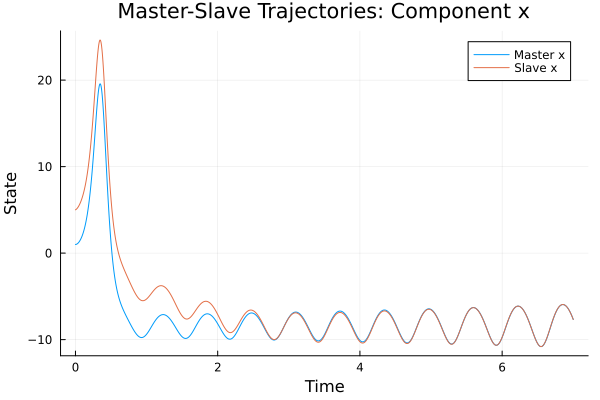 Master-Slave Trajectories: Component x
Master x
Slave x
State
20
10
0
−10
0
2
4
6
Time